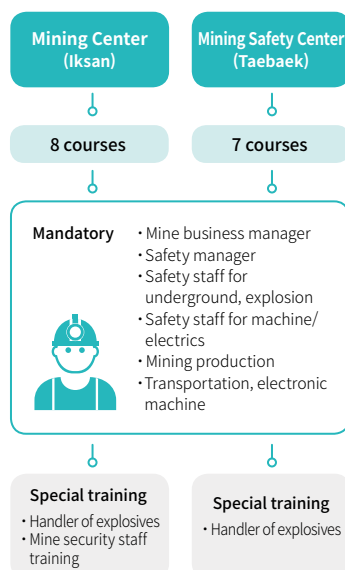 Mining Center
(Iksan)
Mining Safety Center
(Taebaek)
8 courses
7 courses
Mandatory
・Mine business manager
・Safety manager
・Safety staff for
underground, explosion
・Safety staff for machine/
electrics
・Mining production
・Transportation, electronic
machine
Special training
・Handler of explosives
・Mine security staff
training
Special training
・Handler of explosives